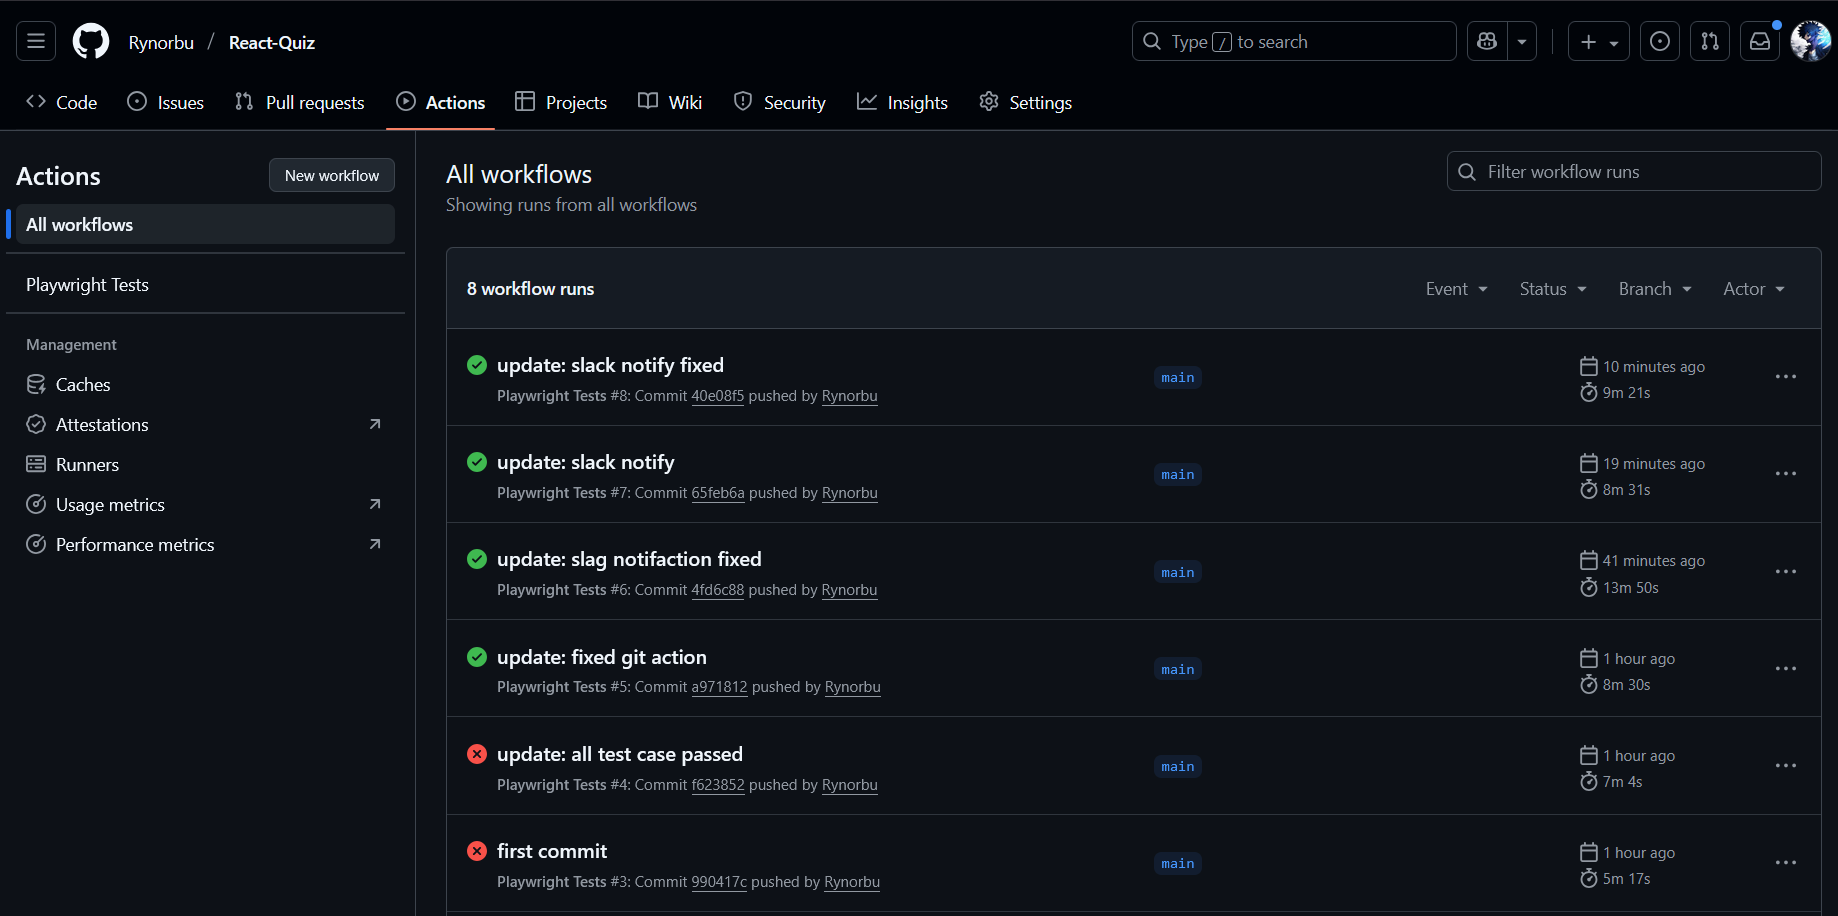 Rynorbu / React-Quiz
Type / to search
Code Issues Pull requests Actions Projects Wiki Security Insights Settings
Actions
New workflow
All workflows
Playwright Tests
Management
Caches
Attestations
Runners
Usage metrics
Performance metrics
All workflows
Showing runs from all workflows
Filter workflow runs
8 workflow runs
Event Status Branch Actor
update: slack notify fixed
Playwright Tests #8: Commit 40e08f5 pushed by Rynorbu
main
10 minutes ago
9m 21s
update: slack notify
Playwright Tests #7: Commit 65feb6a pushed by Rynorbu
main
19 minutes ago
8m 31s
update: slag notifaction fixed
Playwright Tests #6: Commit 4fd6c88 pushed by Rynorbu
main
41 minutes ago
13m 50s
update: fixed git action
Playwright Tests #5: Commit a971812 pushed by Rynorbu
main
1 hour ago
8m 30s
update: all test case passed
Playwright Tests #4: Commit f623852 pushed by Rynorbu
main
1 hour ago
7m 4s
first commit
Playwright Tests #3: Commit 990417c pushed by Rynorbu
main
1 hour ago
5m 17s